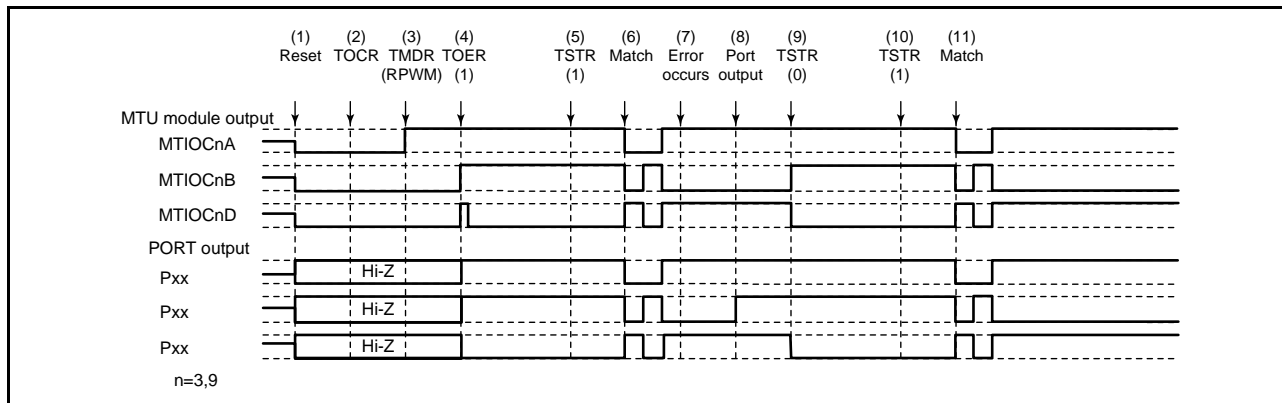 (1) (2) (3) (4) (5) (6) (7) (8) (9) (10) (11)
Reset TOCR TMDR TOER TSTR Match Error Port TSTR TSTR Match
(RPWM) (1) (1) occurs output (0) (1)
MTU module output
MTIOCnA
MTIOCnB
MTIOCnD
PORT output
Pxx Hi-Z
Pxx Hi-Z
Pxx Hi-Z
n=3,9